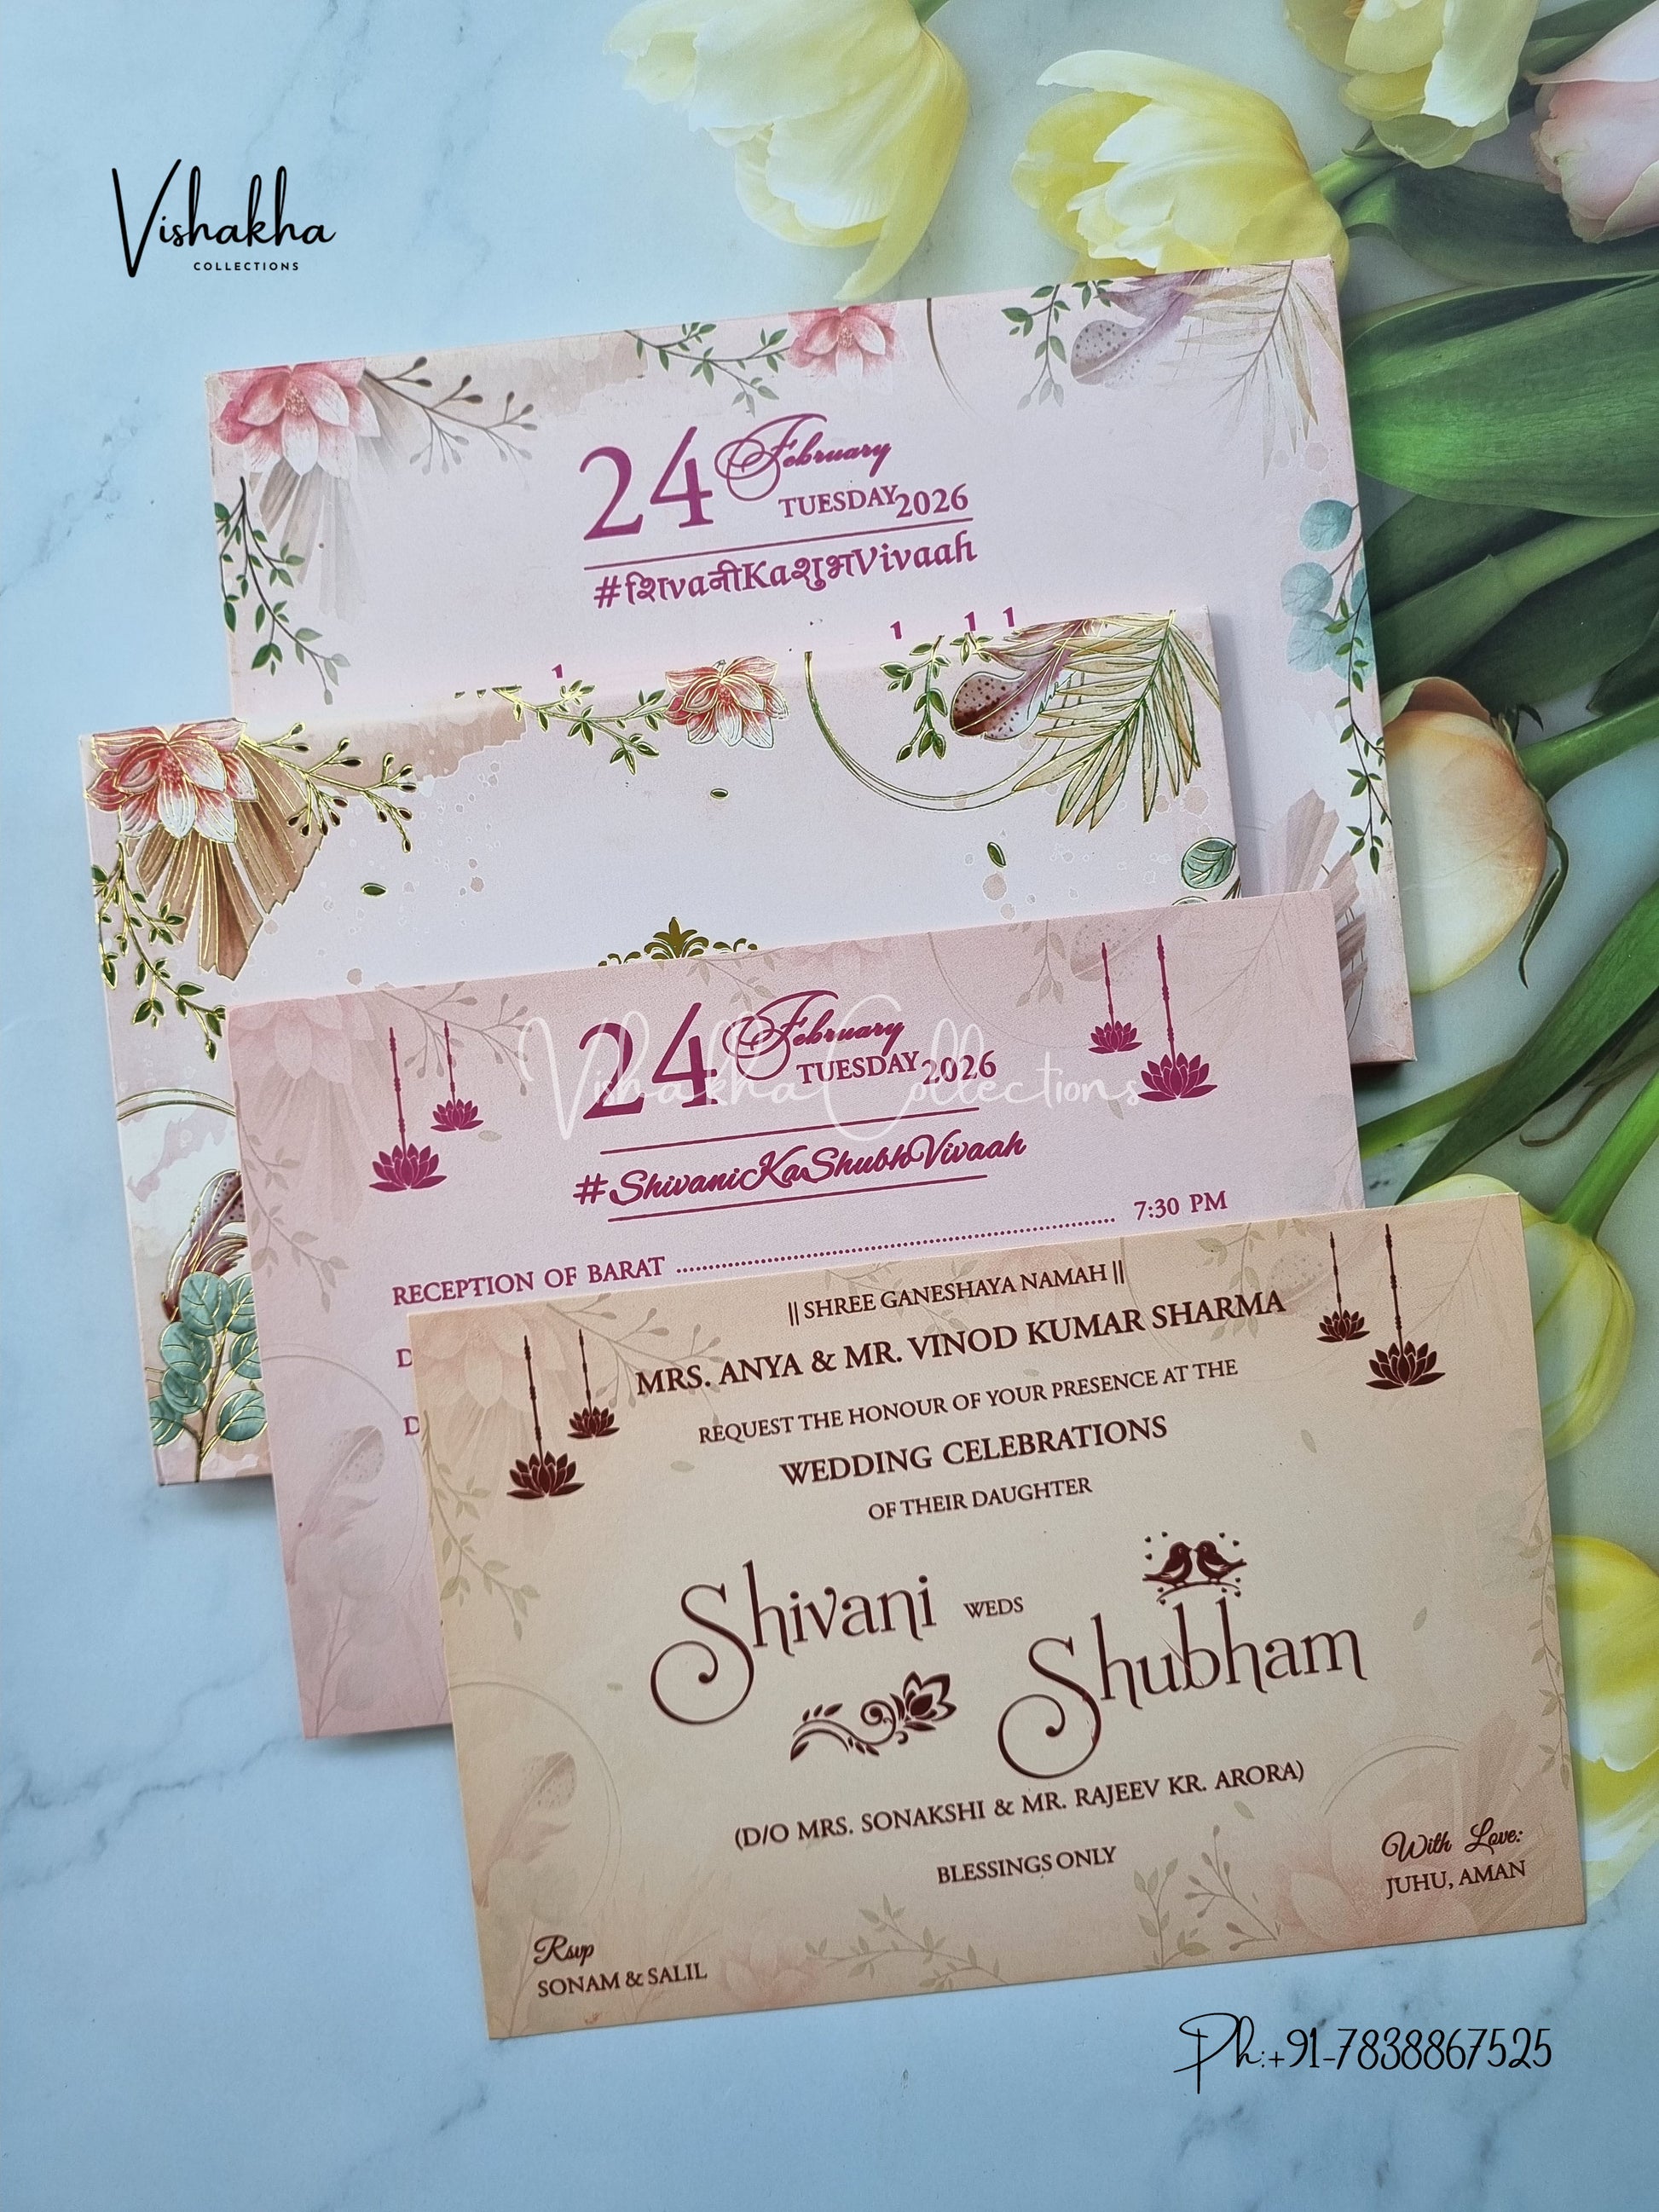 Vishakha
COLLECTIONS
24 February
TUESDAY 2026
#शिvaनीKaशुभVivaah
24 February
TUESDAY 2026
Vishakha Collections
#ShivaniKaShubhVivaah
RECEPTION OF BARAT ........................................................ 7:30 PM
D
D
|| SHREE GANESHAYA NAMAH ||
MRS. ANYA & MR. VINOD KUMAR SHARMA
REQUEST THE HONOUR OF YOUR PRESENCE AT THE
WEDDING CELEBRATIONS
OF THEIR DAUGHTER
Shivani WEDS
Shubham
(D/O MRS. SONAKSHI & MR. RAJEEV KR. ARORA)
BLESSINGS ONLY
With Love:
JUHU, AMAN
Rsvp
SONAM & SALIL
Ph:+91-7838867525